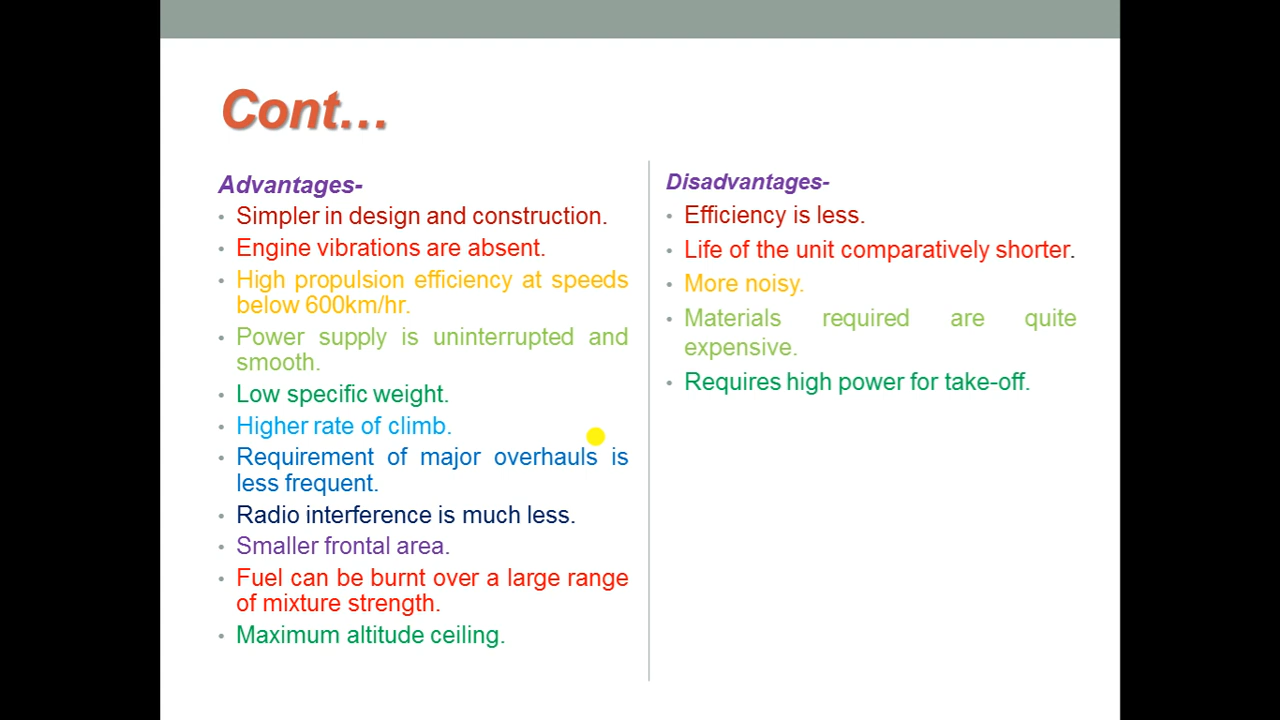 Cont…
Advantages-
• Simpler in design and construction.
• Engine vibrations are absent.
• High propulsion efficiency at speeds
below 600km/hr.
• Power supply is uninterrupted and
smooth.
• Low specific weight.
• Higher rate of climb.
• Requirement of major overhauls is
less frequent.
• Radio interference is much less.
• Smaller frontal area.
• Fuel can be burnt over a large range
of mixture strength.
• Maximum altitude ceiling.
Disadvantages-
• Efficiency is less.
• Life of the unit comparatively shorter.
• More noisy.
• Materials required are quite
expensive.
• Requires high power for take-off.